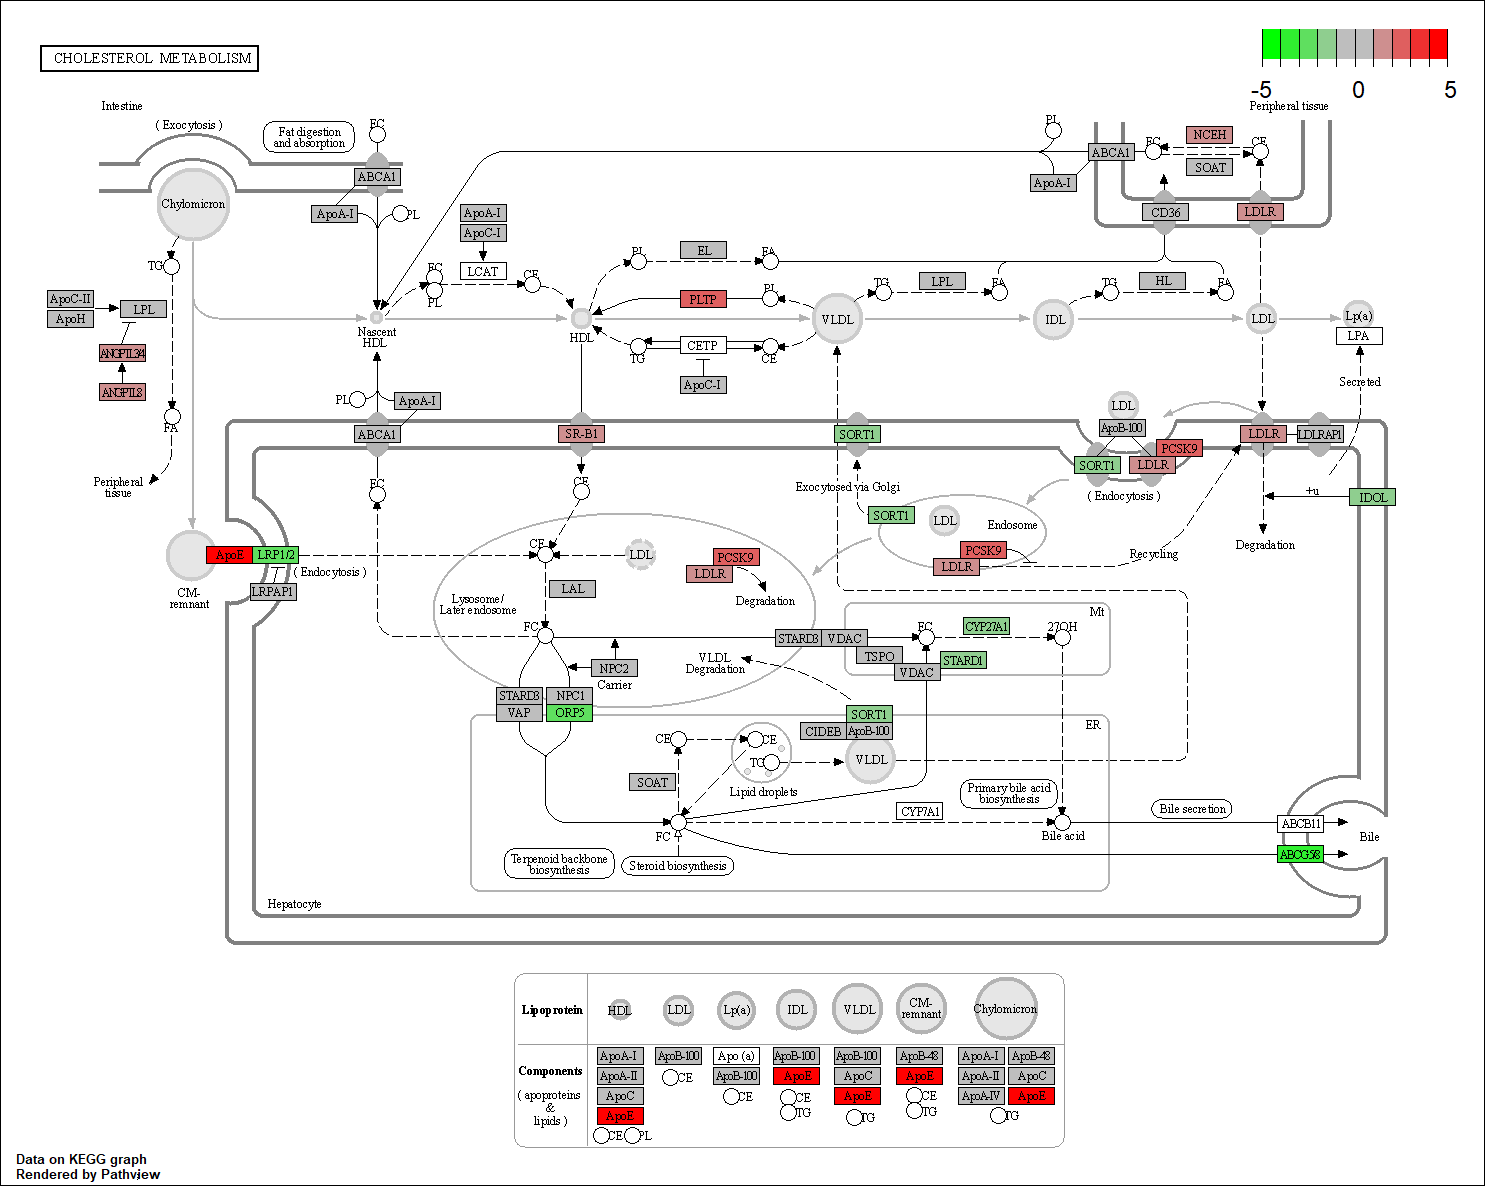 CHOLESTEROL METABOLISM
-5 0 5
Intestine
Peripheral tissue
( Exocytosis )
Fat digestion
and absorption
FC
PL
ABCA1
FC
NCEH
CE
SOAT
Chylomicron
ABCA1
ApoA-I
PL
ApoA-I
ApoA-I
ApoC-I
LCAT
CD36
LDLR
TG
FC
PL
CE
PL
EL
FA
TG
LPL
FA
TG
HL
FA
ApoC-II
ApoH
LPL
PLTP
PL
Nascent
HDL
HDL
VLDL
IDL
LDL
Lp(a)
LPA
ANGPTL3/4
ANGPTL8
TG
CETP
CE
ApoC-I
Secreted
PL
ApoA-I
FA
ABCA1
SR-B1
SORT1
LDL
ApoB-100
SORT1
LDLR
PCSK9
( Endocytosis )
LDLR
LDLRAP1
Peripheral
tissue
FC
CE
Exocytosed via Golgi
+u
IDOL
SORT1
LDL
Endosome
PCSK9
LDLR
Recycling
Degradation
CM-
remnant
ApoE
LRP1/2
( Endocytosis )
LRPAP1
CE
LDL
PCSK9
LDLR
Degradation
LAL
Lysosome/
Later endosome
FC
STARD3
VDAC
FC
CYP27A1
27OH
Mt
TSPO
VDAC
STARD1
NPC2
Carrier
VLDL
Degradation
STARD3
NPC1
VAP
ORP5
SORT1
CIDEB
ApoB-100
VLDL
ER
CE
CE
TG
SOAT
Lipid droplets
FC
CYP7A1
Primary bile acid
biosynthesis
Bile acid
Bile secretion
ABCB11
Bile
ABCG5/8
Terpenoid backbone
biosynthesis
Steroid biosynthesis
Hepatocyte
Lipoprotein
HDL
LDL
Lp(a)
IDL
VLDL
CM-
remnant
Chylomicron
Components
( apoproteins
&
lipids )
ApoA-I
ApoA-II
ApoC
ApoE
CE PL
ApoB-100
CE
Apo (a)
ApoB-100
CE
ApoB-100
ApoE
CE
TG
ApoB-100
ApoC
ApoE
TG
ApoB-48
ApoE
CE
TG
ApoA-I ApoB-48
ApoA-II ApoC
ApoA-IV ApoE
TG
Data on KEGG graph
Rendered by Pathview